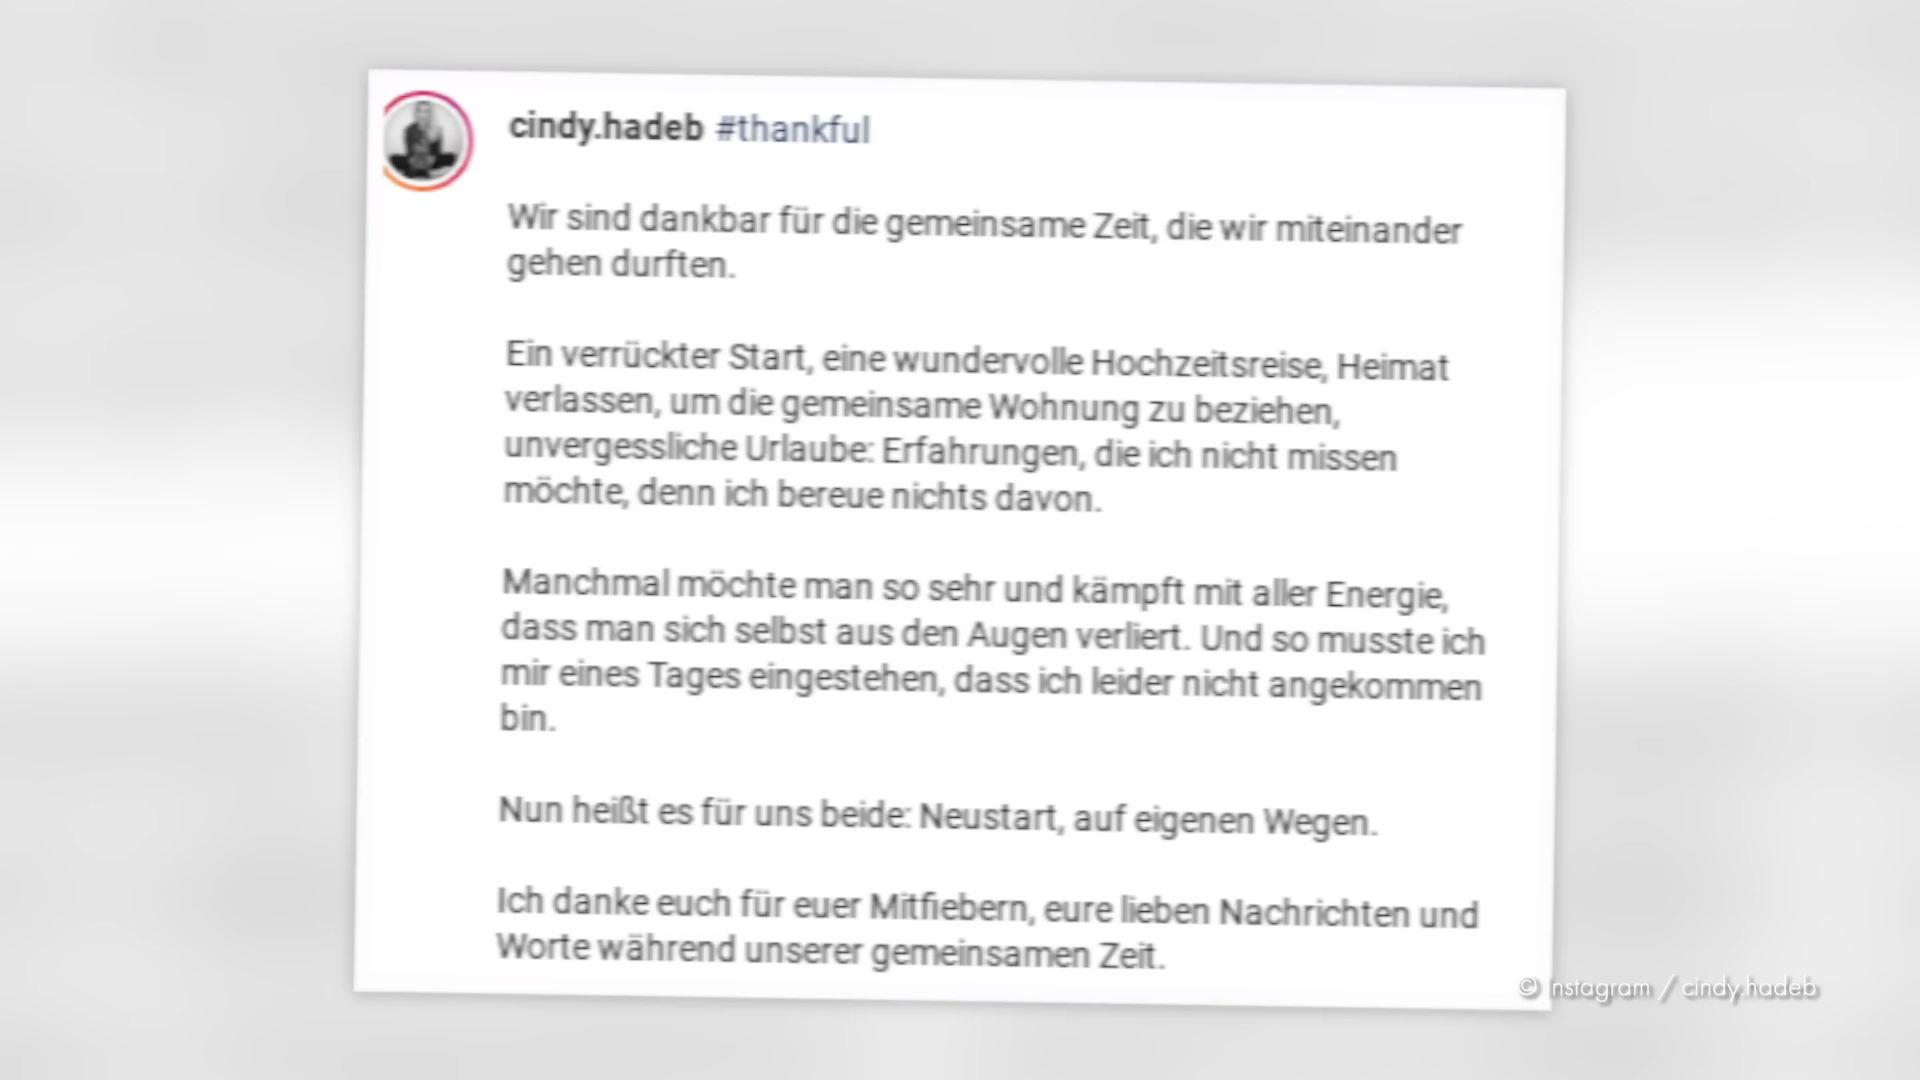 cindy.hadeb #thankful
Wir sind dankbar für die gemeinsame Zeit, die wir miteinander
gehen durften.
Ein verrückter Start, eine wundervolle Hochzeitsreise, Heimat
verlassen, um die gemeinsame Wohnung zu beziehen,
unvergessliche Urlaube: Erfahrungen, die ich nicht missen
möchte, denn ich bereue nichts davon.
Manchmal möchte man so sehr und kämpft mit aller Energie,
dass man sich selbst aus den Augen verliert. Und so musste ich
mir eines Tages eingestehen, dass ich leider nicht angekommen
bin.
Nun heißt es für uns beide: Neustart, auf eigenen Wegen.
Ich danke euch für euer Mitfiebern, eure lieben Nachrichten und
Worte während unserer gemeinsamen Zeit.
© Instagram / cindy.hadeb